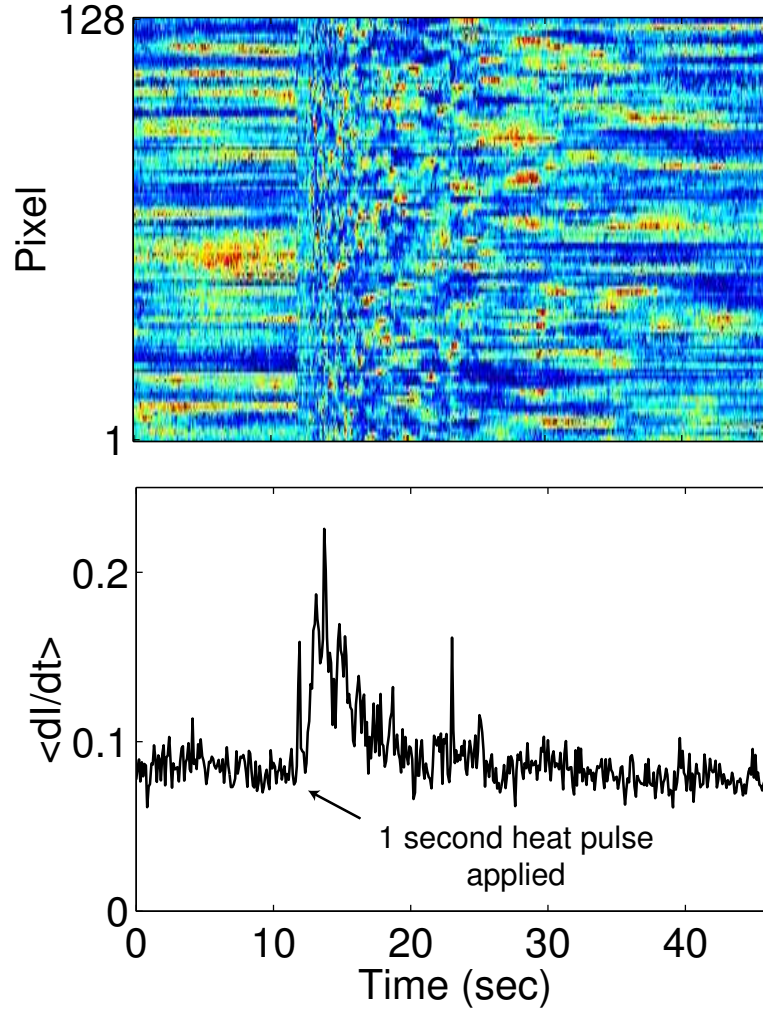 128
Pixel
1
0.2
<dI/dt>
0.1
1 second heat pulse
applied
0
0 10 20 30 40
Time (sec)